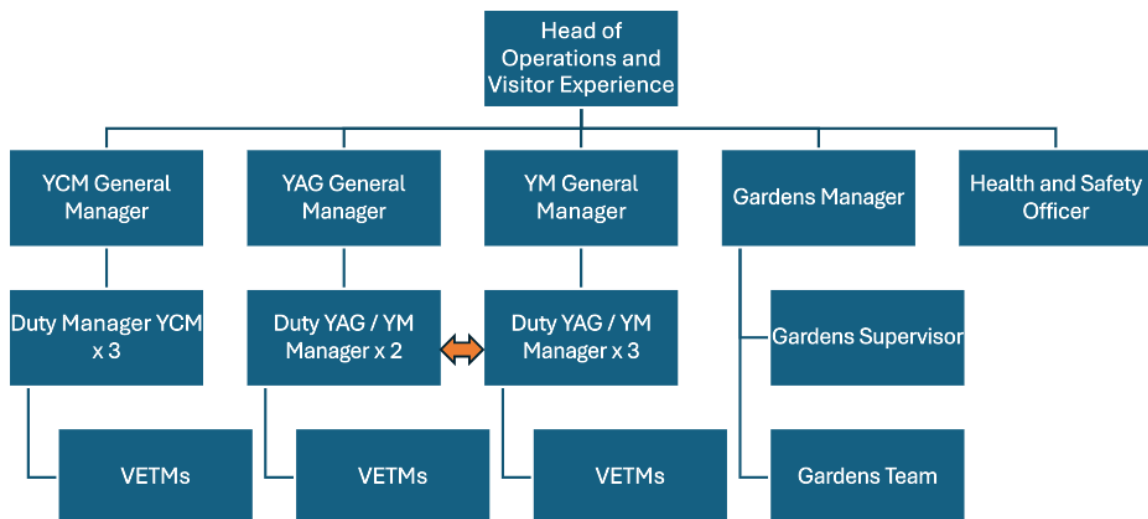 Head of
Operations and
Visitor Experience
YCM General
Manager
YAG General
Manager
YM General
Manager
Gardens Manager
Health and Safety
Officer
Duty Manager YCM
x 3
Duty YAG / YM
Manager x 2
Duty YAG / YM
Manager x 3
Gardens Supervisor
VETMs
VETMs
VETMs
Gardens Team